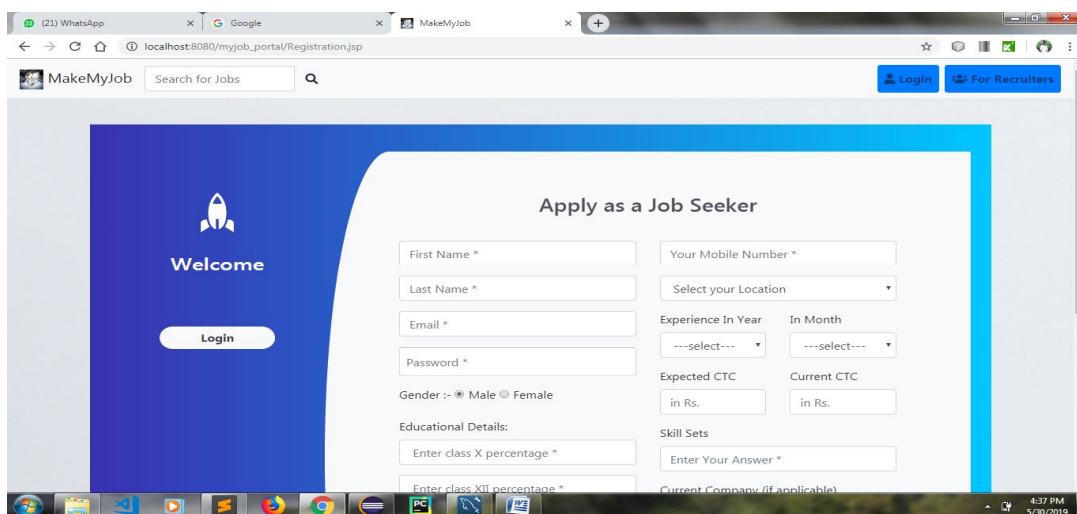 (21) WhatsApp
Google
MakeMyJob
localhost:8080/myjob_portal/Registration.jsp
MakeMyJob
Search for Jobs
Login
For Recruiters
Welcome
Login
Apply as a Job Seeker
First Name *
Last Name *
Email *
Password *
Gender :- Male Female
Educational Details:
Enter class X percentage *
Enter class XII percentage *
Your Mobile Number *
Select your Location
Experience In Year In Month
---select--- ---select---
Expected CTC Current CTC
in Rs. in Rs.
Skill Sets
Enter Your Answer *
Current Company (if applicable)
PC
4:37 PM
5/30/2019